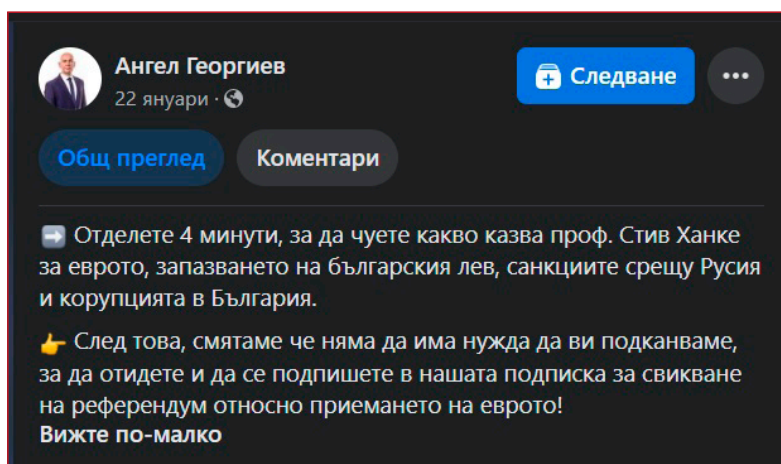 Ангел Георгиев
Следване
22 януари
Общ преглед
Коментари
➡️ Отделете 4 минути, за да чуете какво казва проф. Стив Ханке
за еврото, запазването на българския лев, санкциите срещу Русия
и корупцията в България.
👉 След това, смятаме че няма да има нужда да ви подканваме,
за да отидете и да се подпишете в нашата подписка за свикване
на референдум относно приемането на еврото!
Вижте по-малко